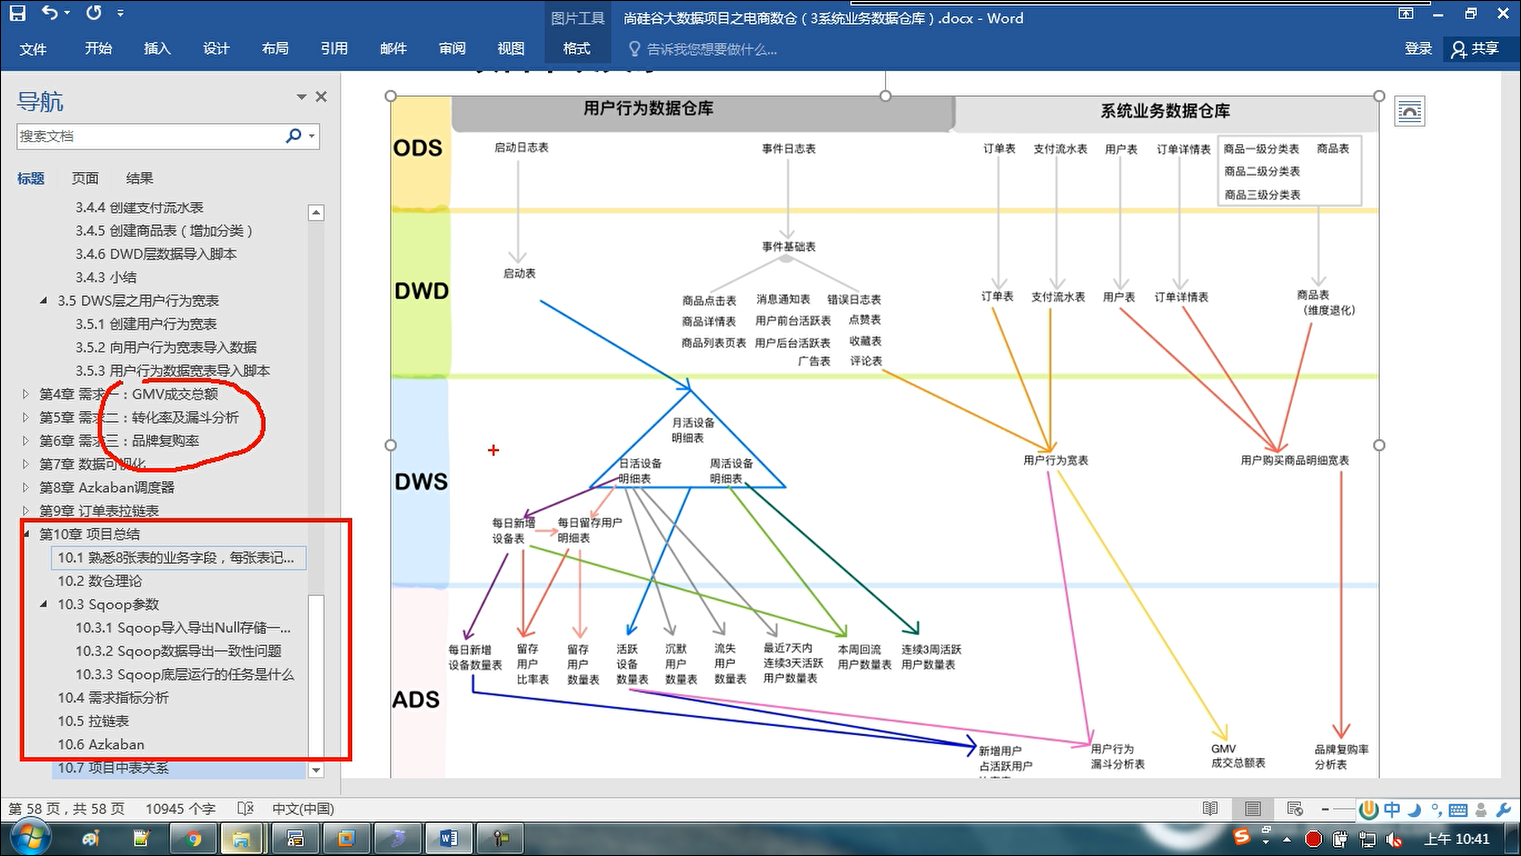 图片工具
尚硅谷大数据项目之电商数仓（3系统业务数据仓库）.docx - Word
文件
开始
插入
设计
布局
引用
邮件
审阅
视图
格式
告诉我您想要做什么...
登录
共享
导航
搜索文档
标题
页面
结果
3.4.4 创建支付流水表
3.4.5 创建商品表（增加分类）
3.4.6 DWD层数据导入脚本
3.4.3 小结
3.5 DWS层之用户行为宽表
3.5.1 创建用户行为宽表
3.5.2 向用户行为宽表导入数据
3.5.3 用户行为数据宽表导入脚本
第4章 需求一：GMV成交总额
第5章 需求二：转化率及漏斗分析
第6章 需求三：品牌复购率
第7章 数据可视化
第8章 Azkaban调度器
第9章 订单表拉链表
第10章 项目总结
10.1 熟悉8张表的业务字段，每张表记...
10.2 数仓理论
10.3 Sqoop参数
10.3.1 Sqoop导入导出Null存储一...
10.3.2 Sqoop数据导出一致性问题
10.3.3 Sqoop底层运行的任务是什么
10.4 需求指标分析
10.5 拉链表
10.6 Azkaban
10.7 项目中表关系
用户行为数据仓库
系统业务数据仓库
ODS
启动日志表
事件日志表
订单表
支付流水表
用户表
订单详情表
商品一级分类表
商品表
商品二级分类表
商品三级分类表
DWD
启动表
事件基础表
商品点击表
消息通知表
错误日志表
商品详情表
用户前台活跃表
点赞表
商品列表页表
用户后台活跃表
收藏表
广告表
评论表
订单表
支付流水表
用户表
订单详情表
商品表
（维度退化）
DWS
月活设备
明细表
日活设备
明细表
周活设备
明细表
用户行为宽表
用户购买商品明细宽表
每日新增
设备表
每日留存用户
明细表
ADS
每日新增
设备数量表
留存
用户
比率表
留存
用户
数量表
活跃
设备
数量表
沉默
用户
数量表
流失
用户
数量表
最近7天内
连续3天活跃
用户数量表
本周回流
用户数量表
连续3周活跃
用户数量表
新增用户
占活跃用户
用户行为
漏斗分析表
GMV
成交总额表
品牌复购率
分析表
第 58 页，共 58 页
10945 个字
中文(中国)
中
上午 10:41